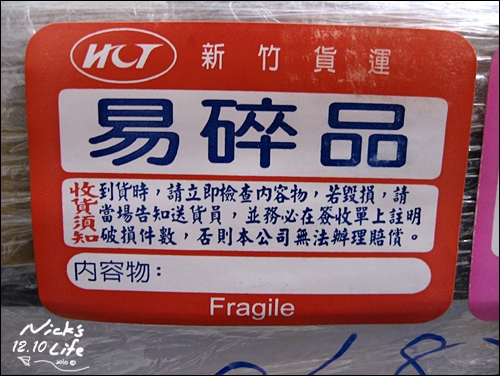 HCT 新竹貨運
易碎品
收貨須知
到貨時，請立即檢查內容物，若毀損，請
當場告知送貨員，並務必在簽收單上註明
破損件數，否則本公司無法辦理賠償。
內容物：
Fragile
Nick's
12.10 Life
2010 ©